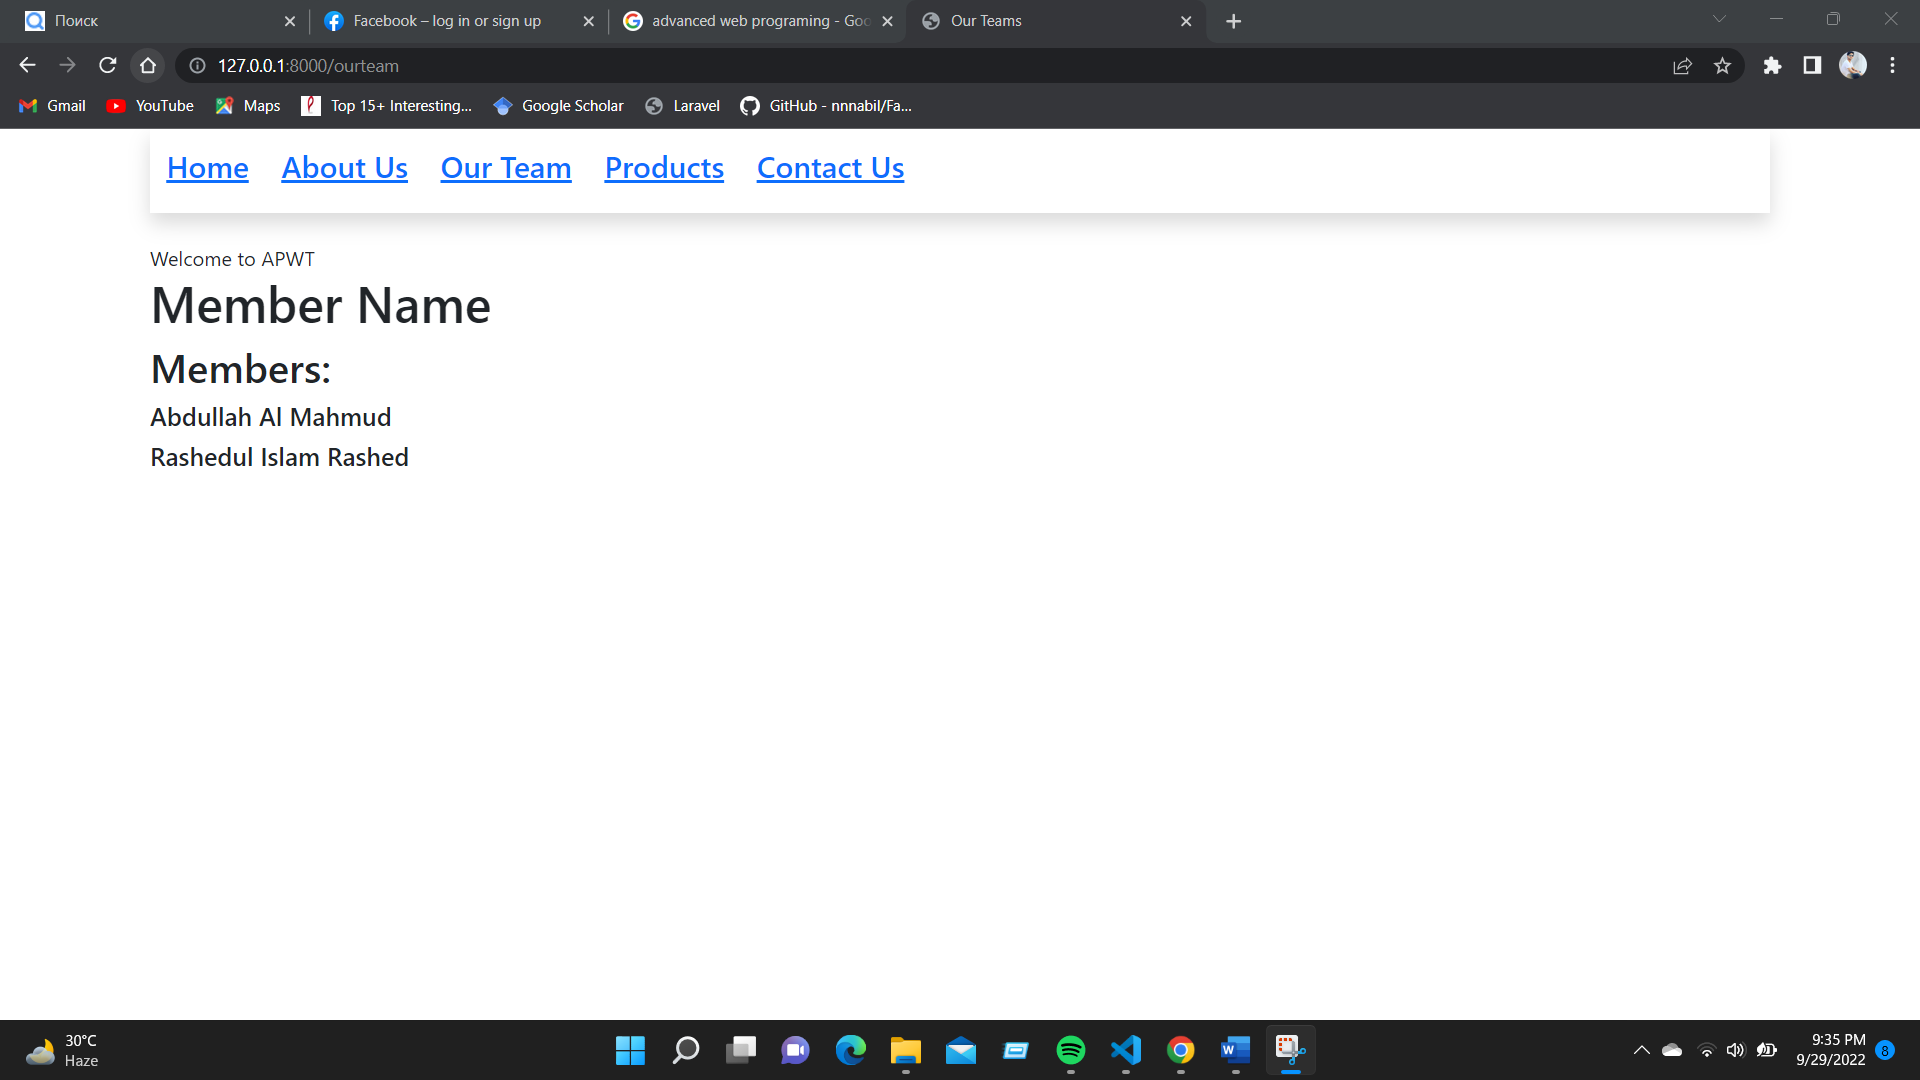 Поиск
Facebook – log in or sign up
advanced web programing - Goo
Our Teams
127.0.0.1:8000/ourteam
Gmail
YouTube
Maps
Top 15+ Interesting...
Google Scholar
Laravel
GitHub - nnnabil/Fa...
Home About Us Our Team Products Contact Us
Welcome to APWT
Member Name
Members:
Abdullah Al Mahmud
Rashedul Islam Rashed
30°C
Haze
9:35 PM
9/29/2022
8